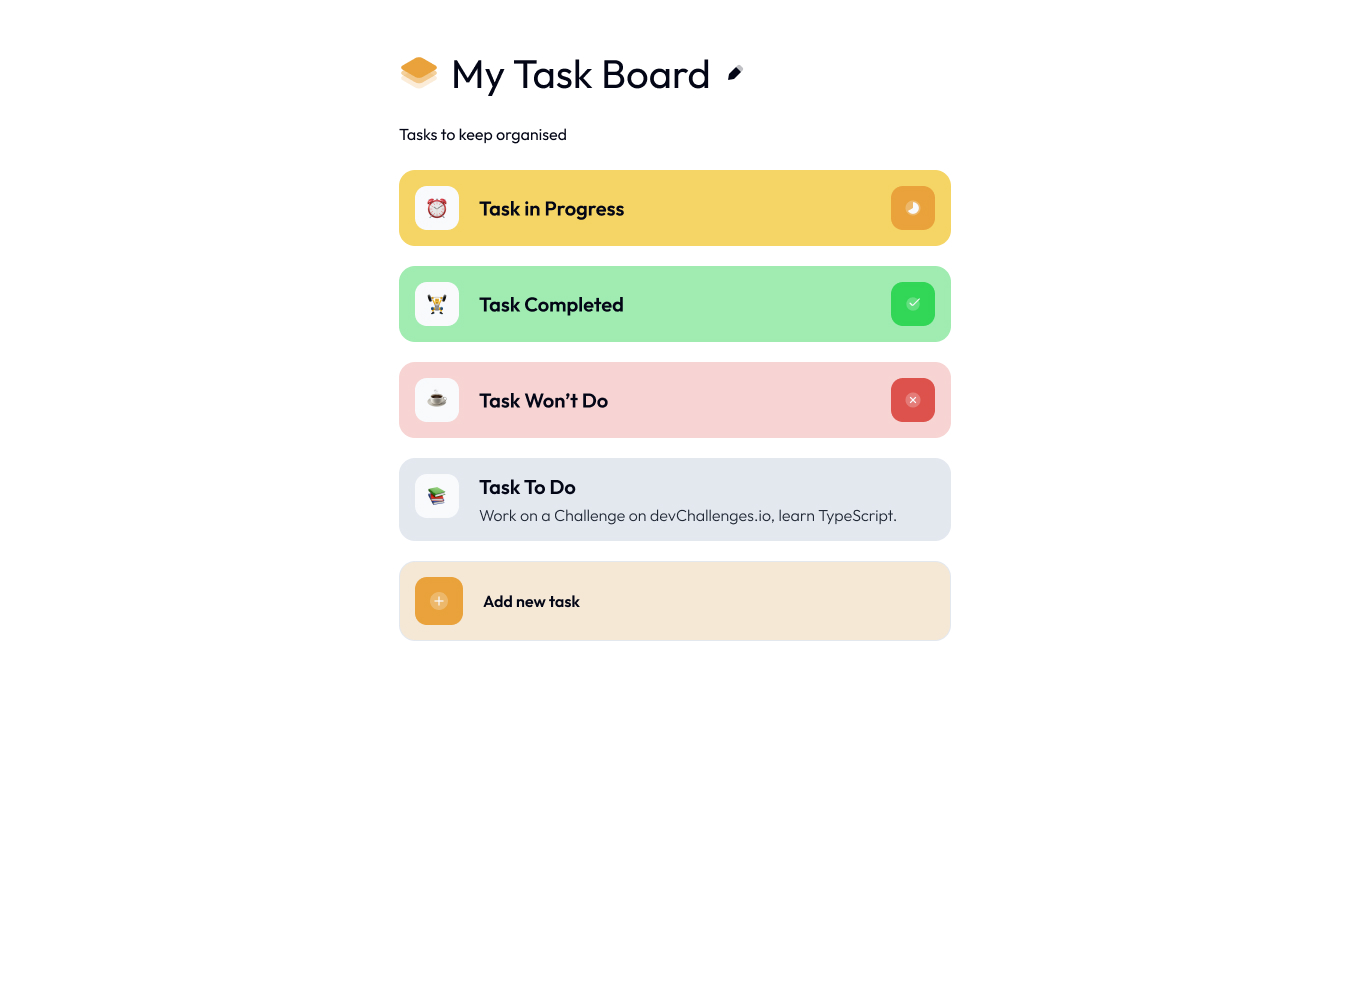 My Task Board
Tasks to keep organised
Task in Progress
Task Completed
Task Won’t Do
Task To Do
Work on a Challenge on devChallenges.io, learn TypeScript.
Add new task